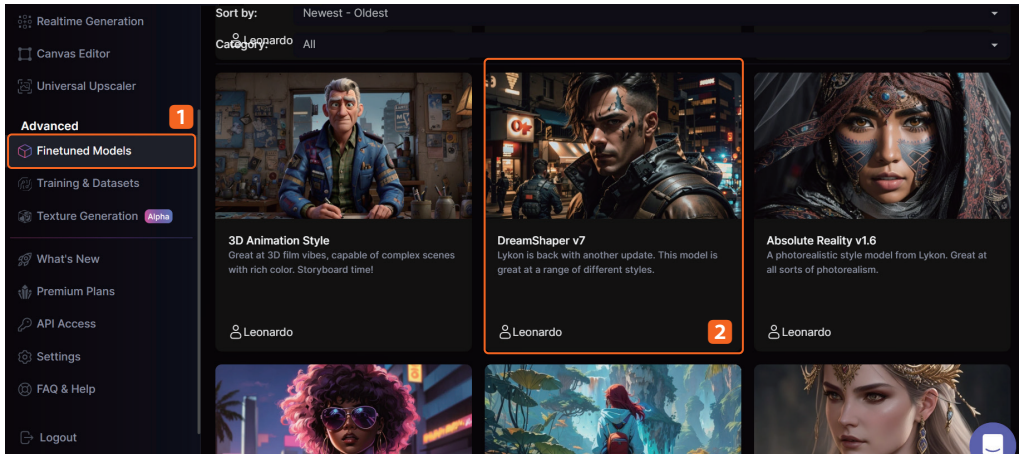 Realtime Generation
Canvas Editor
Universal Upscaler
Advanced
1
Finetuned Models
Training & Datasets
Texture Generation Alpha
What's New
Premium Plans
API Access
Settings
FAQ & Help
Logout
Sort by: Newest - Oldest
Leonardo
Category: All
3D Animation Style
Great at 3D film vibes, capable of complex scenes
with rich color. Storyboard time!
Leonardo
DreamShaper v7
Lykon is back with another update. This model is
great at a range of different styles.
Leonardo
2
Absolute Reality v1.6
A photorealistic style model from Lykon. Great at
all sorts of photorealism.
Leonardo